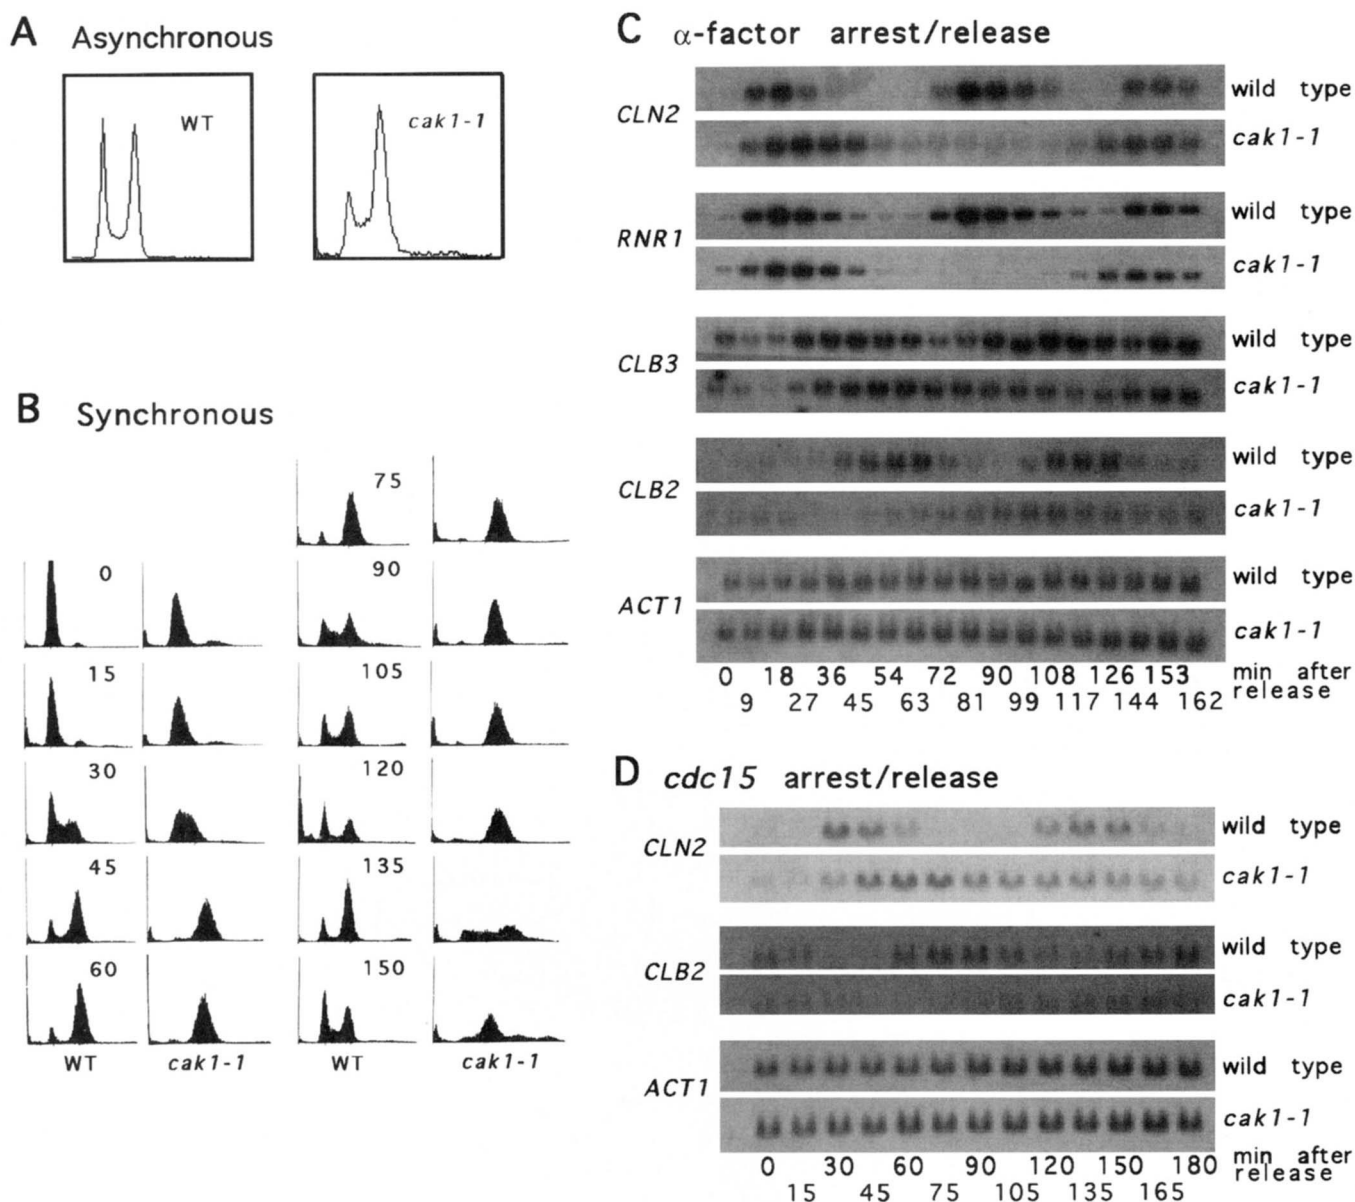 A Asynchronous
WT
cak1-1
B Synchronous
75
0
90
15
105
30
120
45
135
60
150
WT
cak1-1
WT
cak1-1
C α-factor arrest/release
CLN2
wild type
cak1-1
RNR1
wild type
cak1-1
CLB3
wild type
cak1-1
CLB2
wild type
cak1-1
ACT1
wild type
cak1-1
0 18 36 54 72 90 108 126 153 min after
9 27 45 63 81 99 117 144 162 release
D cdc15 arrest/release
CLN2
wild type
cak1-1
CLB2
wild type
cak1-1
ACT1
wild type
cak1-1
0 30 60 90 120 150 180 min after
15 45 75 105 135 165 release